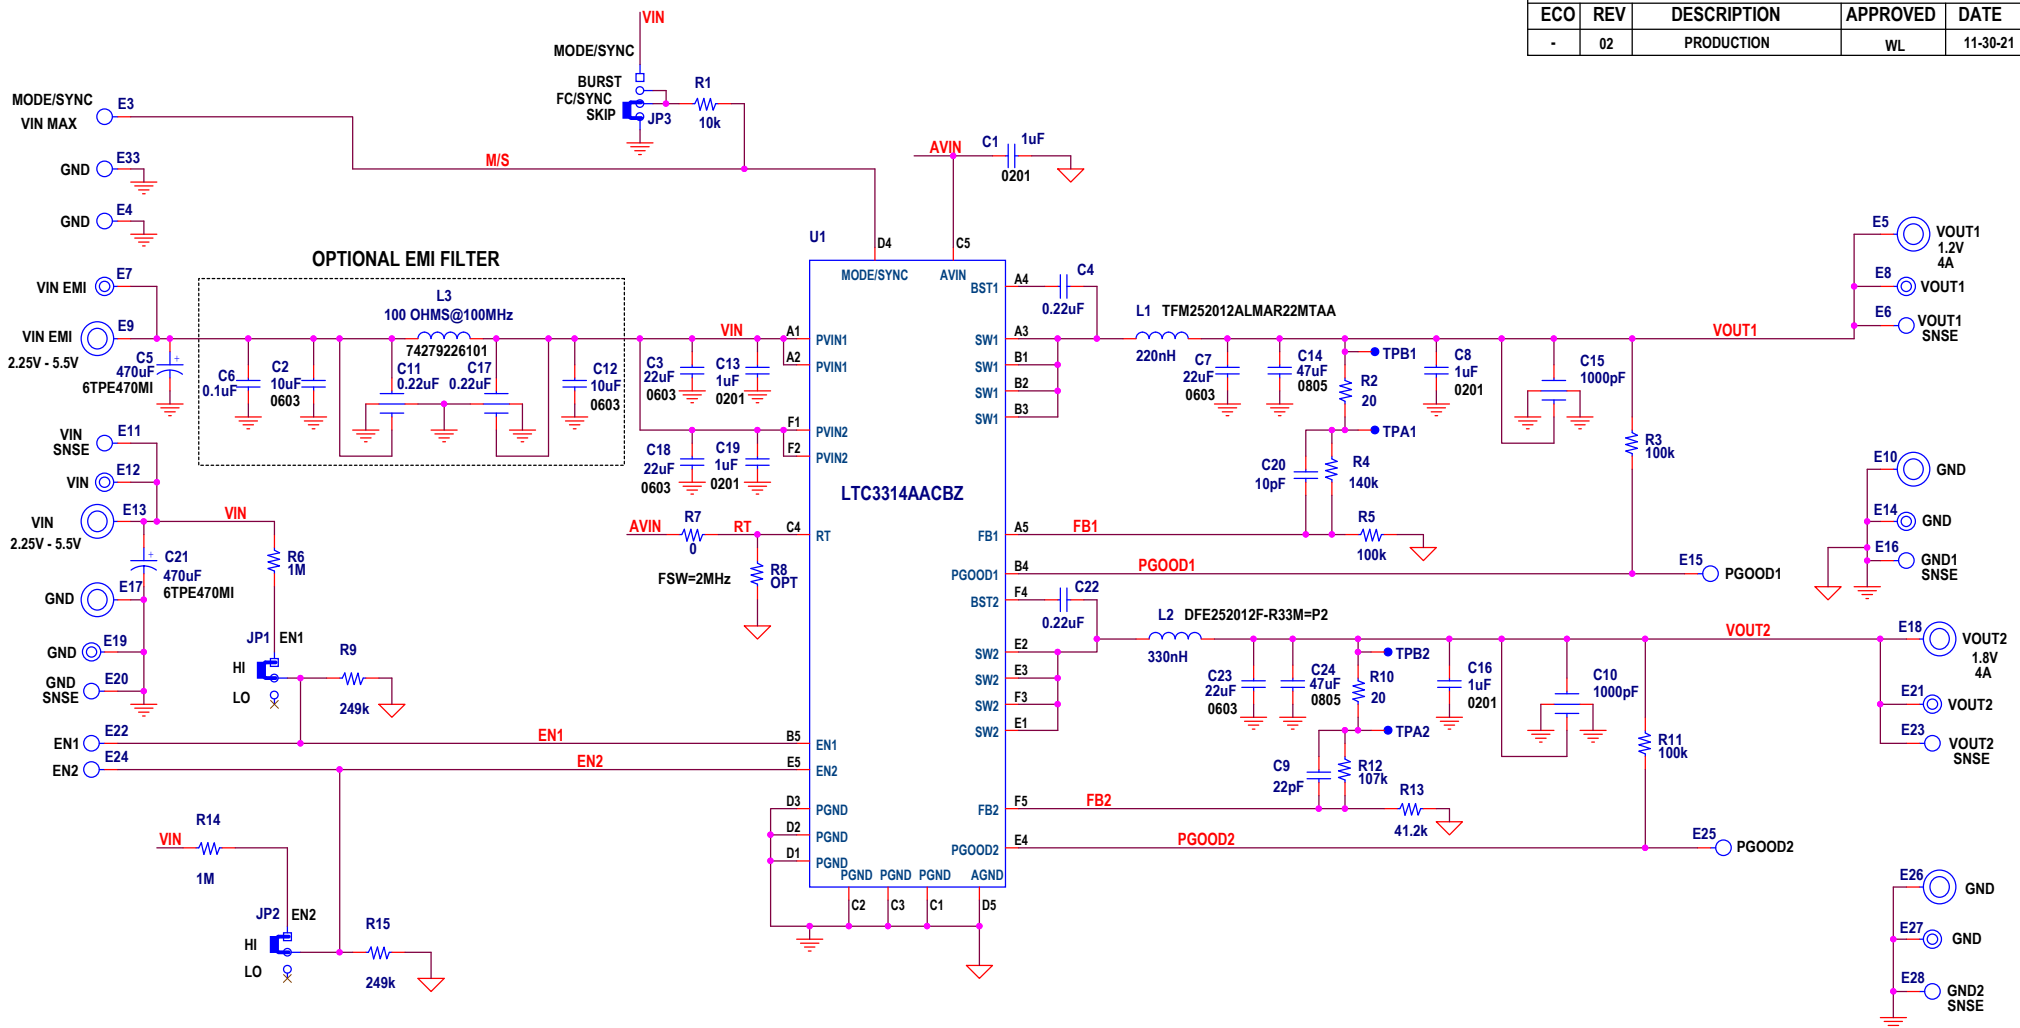 ECO REV DESCRIPTION APPROVED DATE
- 02 PRODUCTION WL 11-30-21
VIN
MODE/SYNC
BURST
FC/SYNC
SKIP
JP3
R1
10k
MODE/SYNC
VIN MAX
E3
GND
E33
GND
E4
M/S
AVIN
C1
1uF
0201
OPTIONAL EMI FILTER
L3
100 OHMS@100MHz
74279226101
VIN EMI
E7
VIN EMI
E9
2.25V - 5.5V
C5
470uF
6TPE470MI
C6
0.1uF
C2
10uF
0603
C11
0.22uF
C17
0.22uF
C12
10uF
0603
VIN
C3
22uF
0603
C13
1uF
0201
C18
22uF
0603
C19
1uF
0201
VIN
SNSE
E11
VIN
E12
VIN
E13
2.25V - 5.5V
VIN
C21
470uF
6TPE470MI
R6
1M
GND
E17
GND
E19
GND
SNSE
E20
JP1
EN1
HI
LO
R9
249k
EN1
E22
EN2
E24
EN1
EN2
VIN
R14
1M
JP2
EN2
HI
LO
R15
249k
AVIN
R7
0
RT
FSW=2MHz
R8
OPT
U1
LTC3314AACBZ
D4
MODE/SYNC
C5
AVIN
A1
PVIN1
A2
PVIN1
F1
PVIN2
F2
PVIN2
C4
RT
B5
EN1
E5
EN2
D3
PGND
D2
PGND
D1
PGND
PGND PGND PGND AGND
C2 C3 C1 D5
BST1
A4
SW1
A3
SW1
B1
SW1
B2
SW1
B3
FB1
A5
PGOOD1
B4
BST2
F4
SW2
E2
SW2
E3
SW2
F3
SW2
E1
FB2
F5
PGOOD2
E4
C4
0.22uF
L1 TFM252012ALMAR22MTAA
220nH
C7
22uF
0603
C14
47uF
0805
TPB1
R2
20
TPA1
C8
1uF
0201
C15
1000pF
VOUT1
R3
100k
C20
10pF
R4
140k
FB1
R5
100k
PGOOD1
E15
PGOOD1
C22
0.22uF
L2 DFE252012F-R33M=P2
330nH
C23
22uF
0603
C24
47uF
0805
TPB2
R10
20
TPA2
C16
1uF
0201
C10
1000pF
VOUT2
R11
100k
C9
22pF
R12
107k
FB2
R13
41.2k
PGOOD2
E25
PGOOD2
E5
VOUT1
1.2V
4A
E8
VOUT1
E6
VOUT1
SNSE
E10
GND
E14
GND
E16
GND1
SNSE
E18
VOUT2
1.8V
4A
E21
VOUT2
E23
VOUT2
SNSE
E26
GND
E27
GND
E28
GND2
SNSE